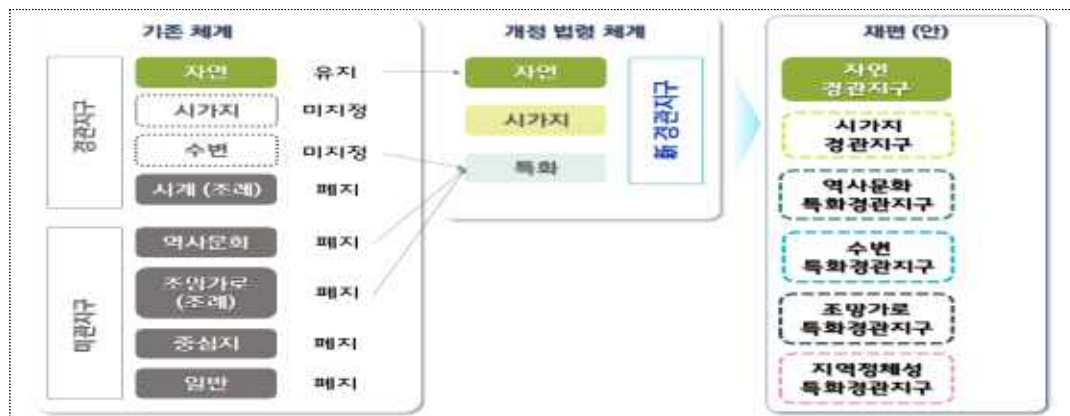 기존 체계
경관지구
자연 유지
시가지 미지정
수변 미지정
시계 (조례) 폐지
미관지구
역사문화 폐지
조망가로
(조례)
폐지
중심지 폐지
일반 폐지
개정 법령 체계
자연
시가지
특화
新 경관지구
재편 (안)
자연
경관지구
시가지
경관지구
역사문화
특화경관지구
수변
특화경관지구
조망가로
특화경관지구
지역정체성
특화경관지구